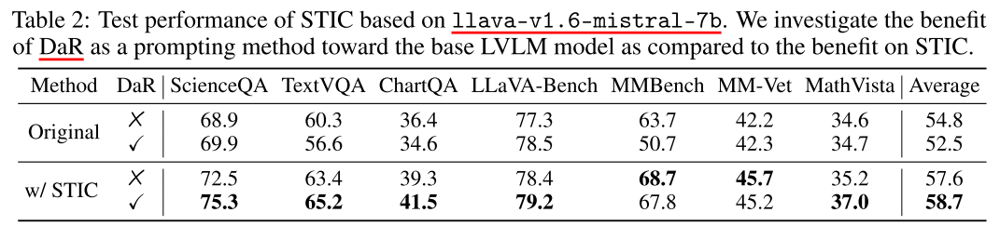 Table 2: Test performance of STIC based on llava-v1.6-mistral-7b. We investigate the benefit
of DaR as a prompting method toward the base LVLM model as compared to the benefit on STIC.
Method DaR ScienceQA TextVQA ChartQA LLaVA-Bench MMBench MM-Vet MathVista Average
Original ✗ 68.9 60.3 36.4 77.3 63.7 42.2 34.6 54.8
✓ 69.9 56.6 34.6 78.5 50.7 42.3 34.7 52.5
w/ STIC ✗ 72.5 63.4 39.3 78.4 68.7 45.7 35.2 57.6
✓ 75.3 65.2 41.5 79.2 67.8 45.2 37.0 58.7